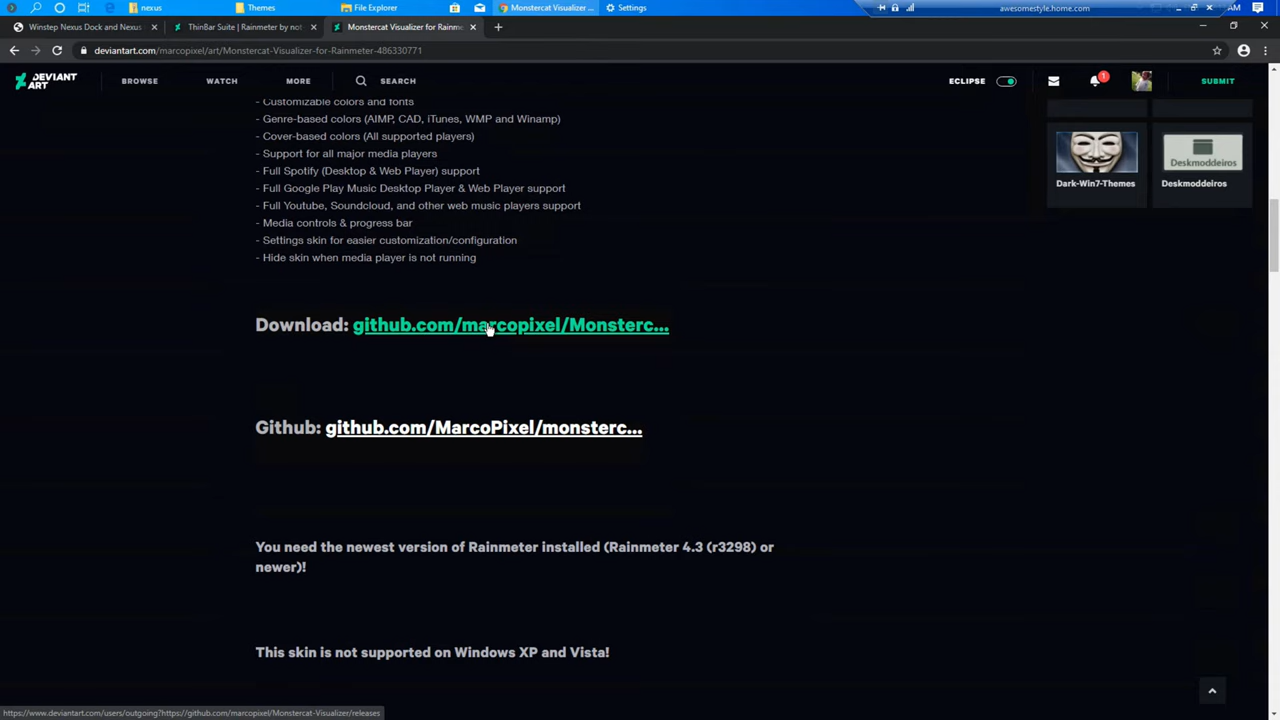 nexus
Themes
File Explorer
Monstercat Visualizer ...
Settings
awesomestyle.home.com
AM
Winstep Nexus Dock and Nexus
ThinBar Suite | Rainmeter by not
Monstercat Visualizer for Rainme
deviantart.com/marcopixel/art/Monstercat-Visualizer-for-Rainmeter-486330771
DEVIANT ART
BROWSE
WATCH
MORE
SEARCH
ECLIPSE
1
SUBMIT
- Customizable colors and fonts
- Genre-based colors (AIMP, CAD, iTunes, WMP and Winamp)
- Cover-based colors (All supported players)
- Support for all major media players
- Full Spotify (Desktop & Web Player) support
- Full Google Play Music Desktop Player & Web Player support
- Full Youtube, Soundcloud, and other web music players support
- Media controls & progress bar
- Settings skin for easier customization/configuration
- Hide skin when media player is not running
Deskmoddeiros
Dark-Win7-Themes
Deskmoddeiros
Download: github.com/marcopixel/Monsterc...
Github: github.com/MarcoPixel/monsterc...
You need the newest version of Rainmeter installed (Rainmeter 4.3 (r3298) or
newer)!
This skin is not supported on Windows XP and Vista!
https://www.deviantart.com/users/outgoing?https://github.com/marcopixel/Monstercat-Visualizer/releases